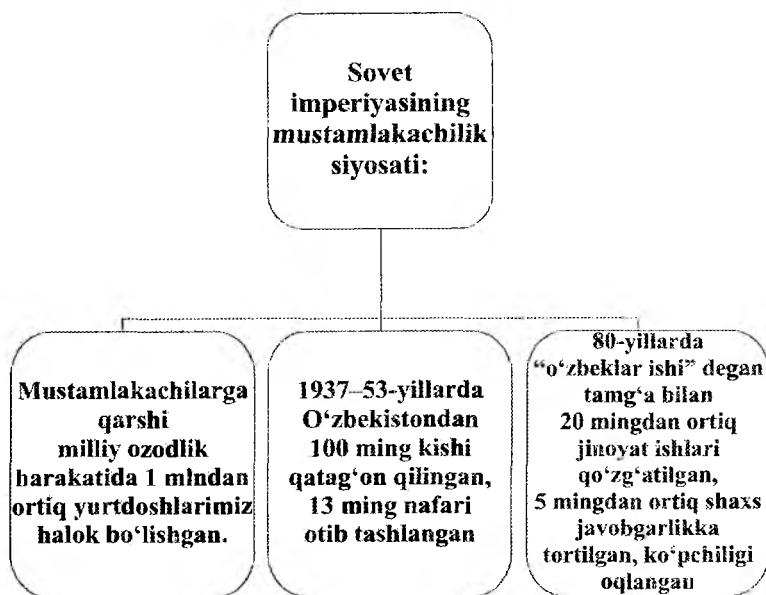 Sovet
imperiyasining
mustamlakachilik
siyosati:
Mustamlakachilarga
qarshi
milliy ozodlik
harakatida 1 mlndan
ortiq yurtdoshlarimiz
halok bo‘lishgan.
1937–53-yillarda
O‘zbekistondan
100 ming kishi
qatag‘on qilingan,
13 ming nafari
otib tashlangan
80-yillarda
“o‘zbeklar ishi” degan
tamg‘a bilan
20 mingdan ortiq
jinoyat ishlari
qo‘zg‘atilgan,
5 mingdan ortiq shaxs
javobgarlikka
tortilgan, ko‘pchiligi
oqlangan